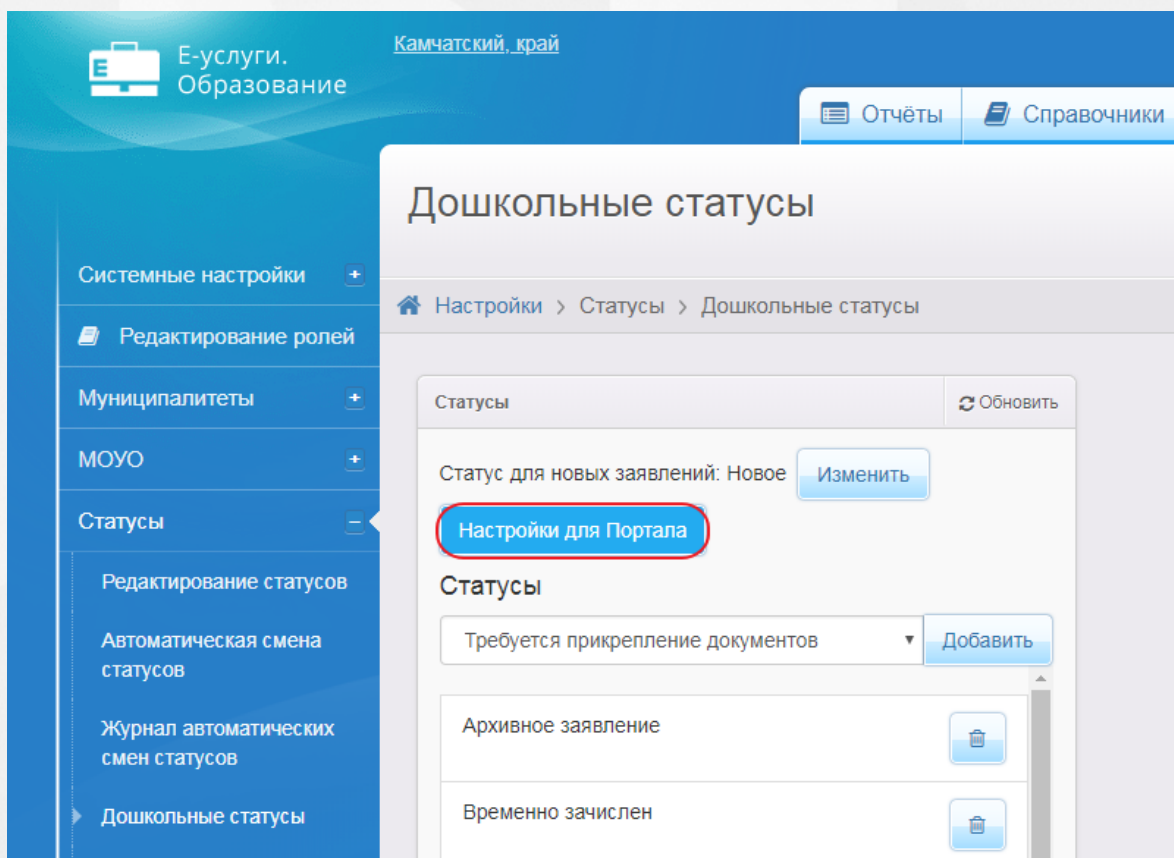 Е-услуги.
Образование
Камчатский, край
Отчёты
Справочники
Дошкольные статусы
Настройки > Статусы > Дошкольные статусы
Системные настройки
Редактирование ролей
Муниципалитеты
МОУО
Статусы
Редактирование статусов
Автоматическая смена
статусов
Журнал автоматических
смен статусов
Дошкольные статусы
Статусы
Обновить
Статус для новых заявлений: Новое Изменить
Настройки для Портала
Статусы
Требуется прикрепление документов
Добавить
Архивное заявление
Временно зачислен